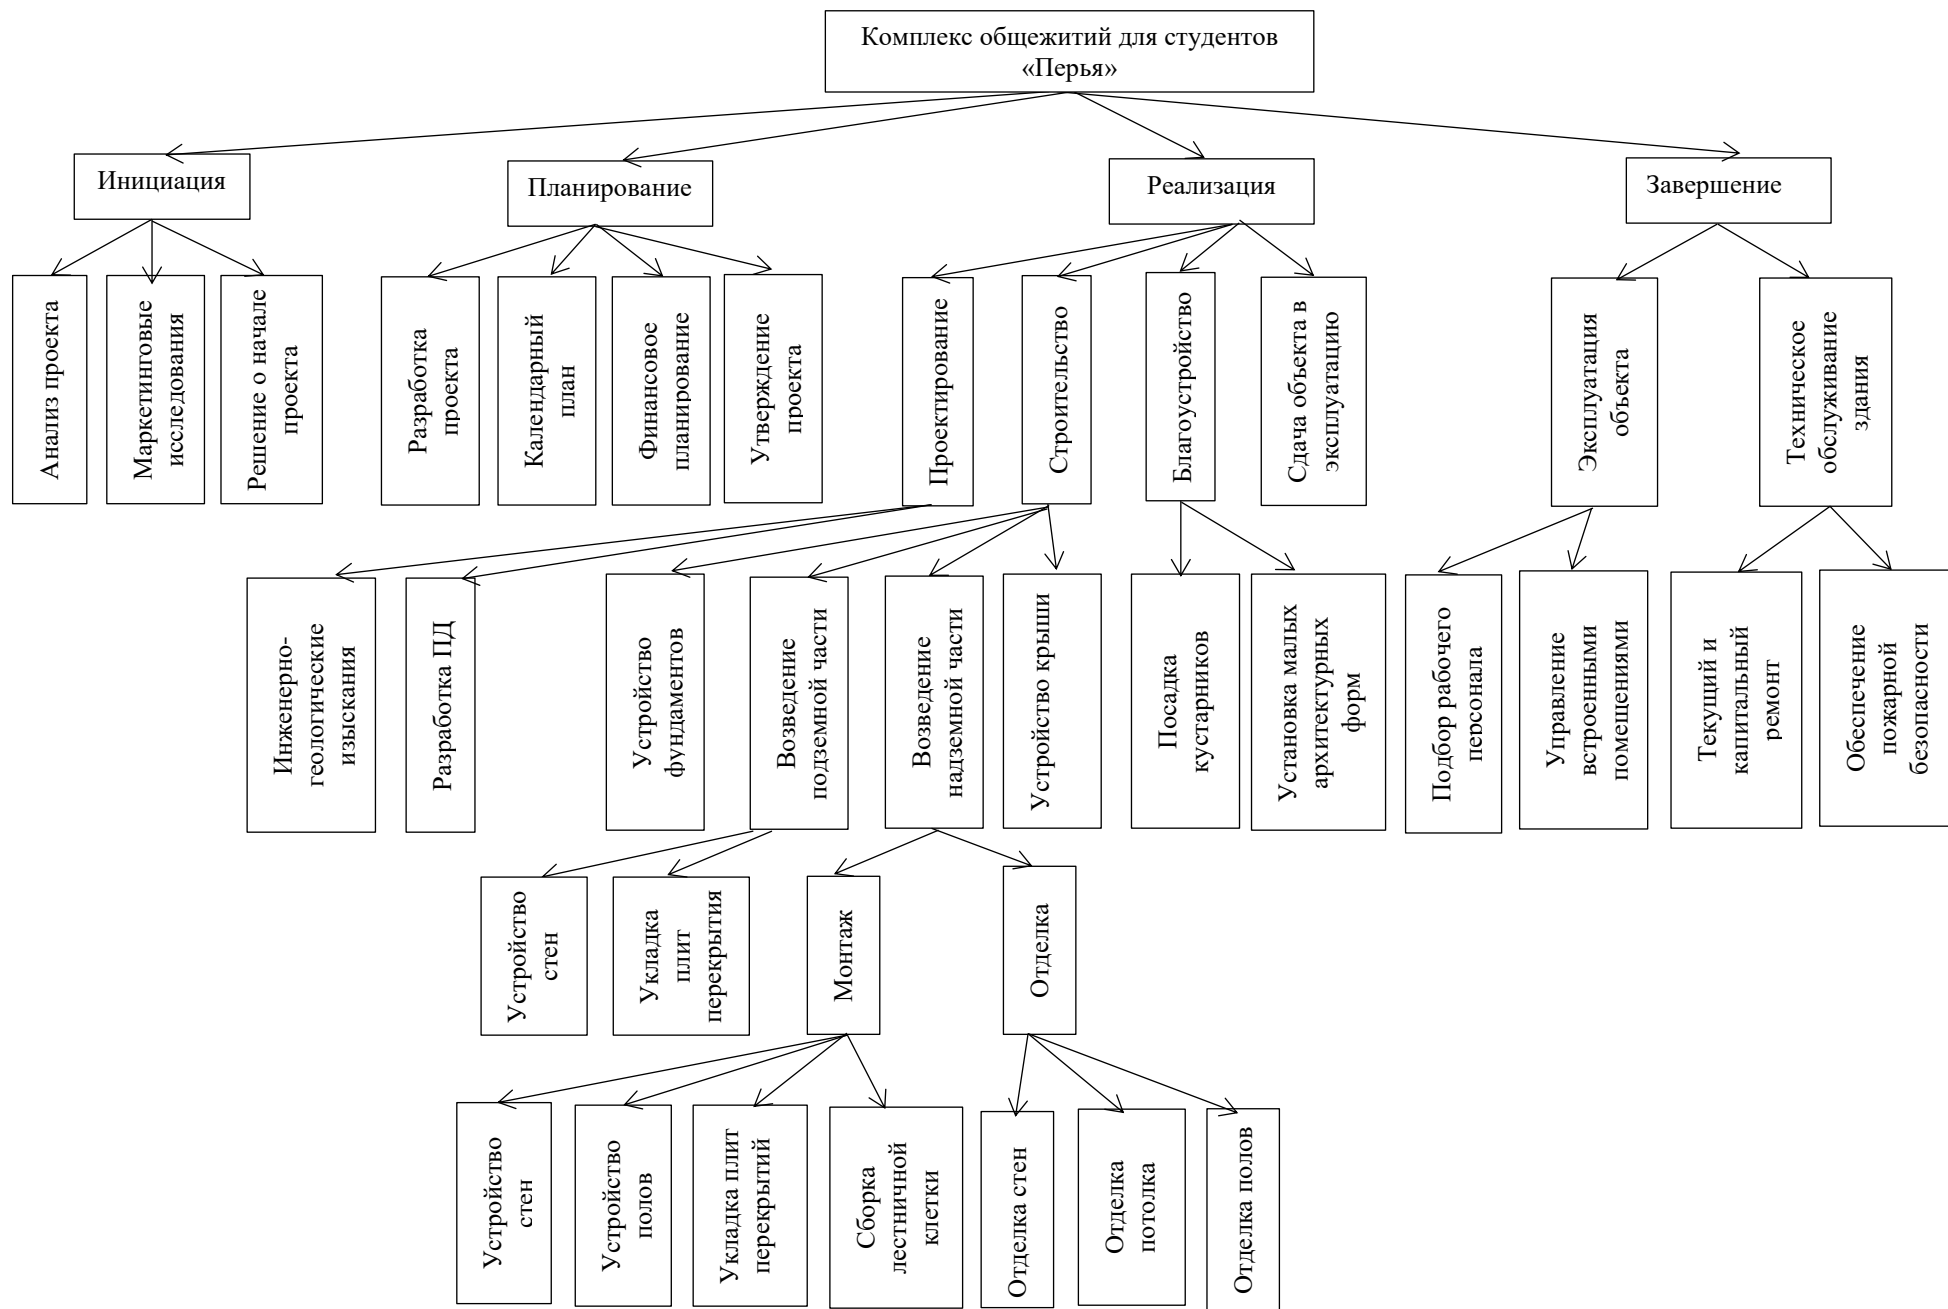 Комплекс общежитий для студентов
«Перья»
Инициация
Планирование
Реализация
Завершение
Анализ проекта
Маркетинговые
исследования
Решение о начале
проекта
Разработка
проекта
Календарный
план
Финансовое
планирование
Утверждение
проекта
Проектирование
Строительство
Благоустройство
Сдача объекта в
эксплуатацию
Эксплуатация
объекта
Техническое
обслуживание
здания
Инженерно-
геологические
изыскания
Разработка ПД
Устройство
фундаментов
Возведение
подземной части
Возведение
надземной части
Устройство крыши
Посадка
кустарников
Установка малых
архитектурных
форм
Подбор рабочего
персонала
Управление
встроенными
помещениями
Текущий и
капитальный
ремонт
Обеспечение
пожарной
безопасности
Устройство
стен
Укладка
плит
перекрытия
Монтаж
Отделка
Устройство
стен
Устройство
полов
Укладка плит
перекрытий
Сборка
лестничной
клетки
Отделка стен
Отделка
потолка
Отделка полов